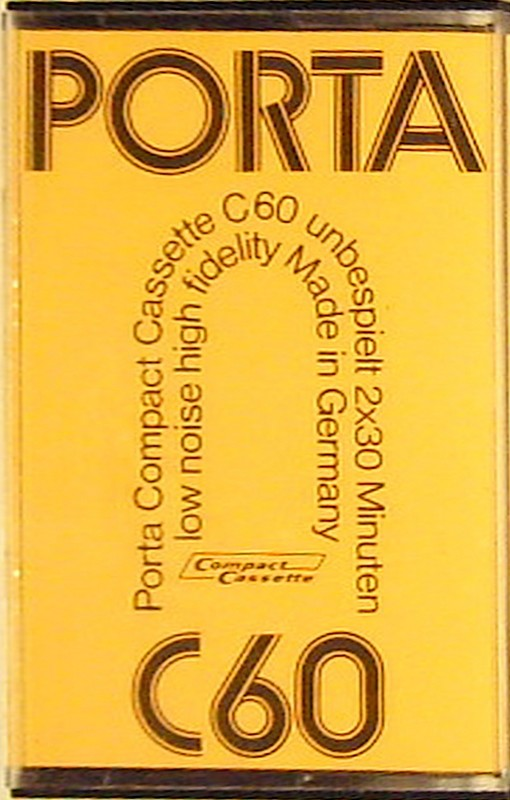 PORTA
Porta Compact Cassette C60 unbespielt 2x30 Minuten
low noise high fidelity Made in Germany
Compact
Cassette
C60